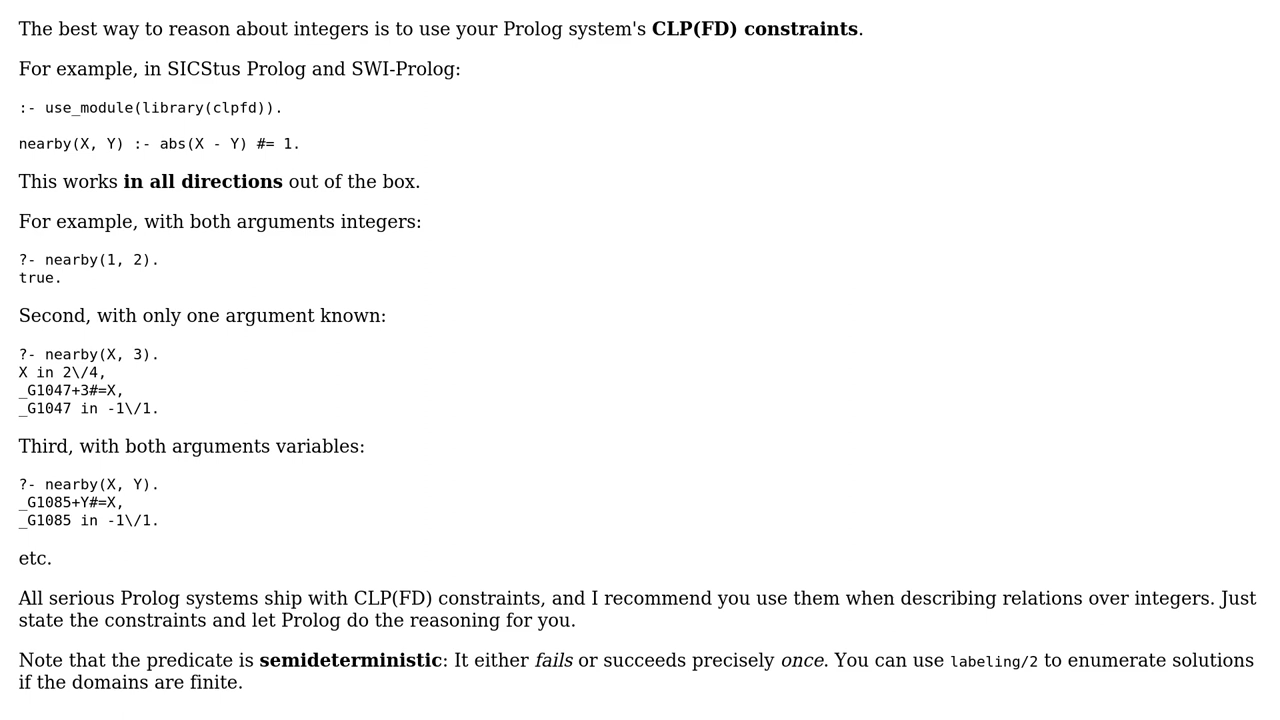 The best way to reason about integers is to use your Prolog system's CLP(FD) constraints.
For example, in SICStus Prolog and SWI-Prolog:
:- use_module(library(clpfd)).
nearby(X, Y) :- abs(X - Y) #= 1.
This works in all directions out of the box.
For example, with both arguments integers:
?- nearby(1, 2).
true.
Second, with only one argument known:
?- nearby(X, 3).
X in 2\/4,
_G1047+3#=X,
_G1047 in -1\/1.
Third, with both arguments variables:
?- nearby(X, Y).
_G1085+Y#=X,
_G1085 in -1\/1.
etc.
All serious Prolog systems ship with CLP(FD) constraints, and I recommend you use them when describing relations over integers. Just
state the constraints and let Prolog do the reasoning for you.
Note that the predicate is semideterministic: It either fails or succeeds precisely once. You can use labeling/2 to enumerate solutions
if the domains are finite.